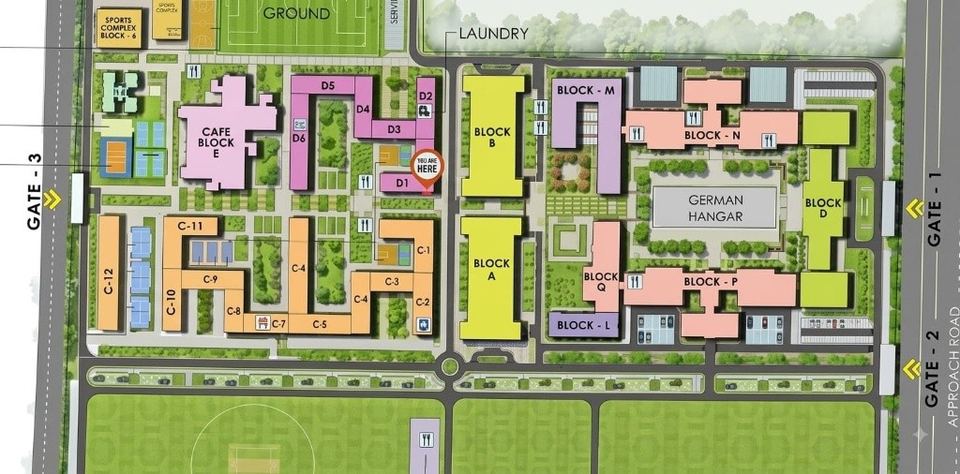 SPORTS
COMPLEX
BLOCK - 6
SPORTS
COMPLEX
GROUND
LAUNDRY
D5
D2
D4
D3
D6
D1
YOU ARE
HERE
CAFE
BLOCK
E
BLOCK
B
BLOCK - M
BLOCK - N
GERMAN
HANGAR
BLOCK
D
GATE - 3
GATE - 1
C-11
C-12
C-10
C-9
C-8
C-7
C-5
C-4
C-4
C-3
C-1
C-2
BLOCK
A
BLOCK
Q
BLOCK - P
BLOCK - L
GATE - 2
APPROACH ROAD